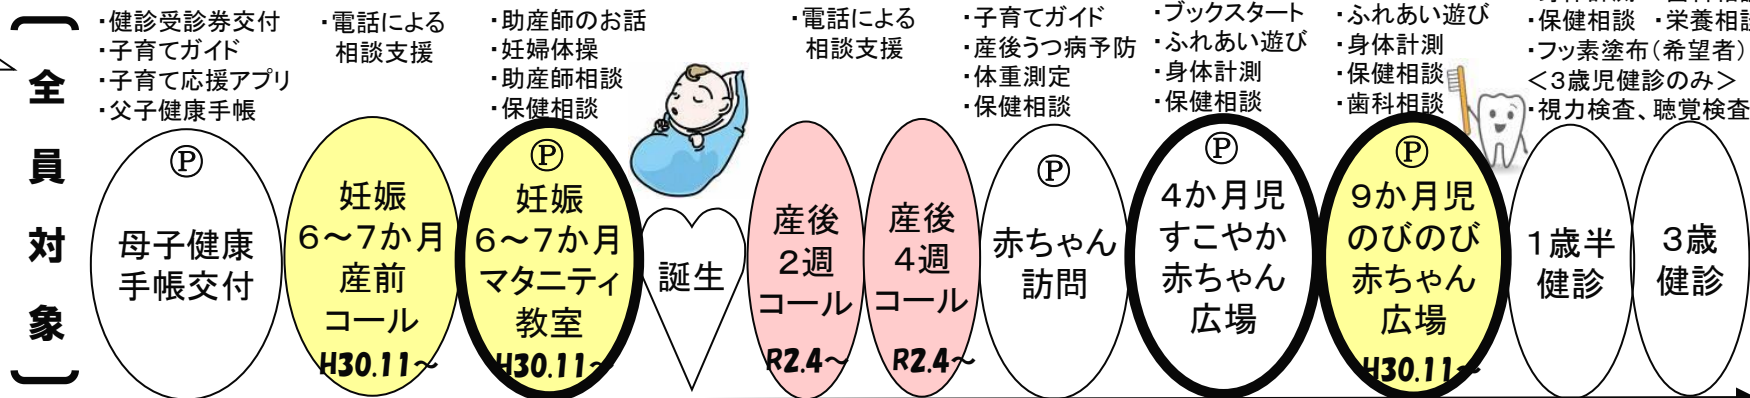 【全員対象】
・健診受診券交付
・子育てガイド
・子育て応援アプリ
・父子健康手帳
Ⓟ
母子健康
手帳交付
・電話による
相談支援
妊娠
6～7か月
産前
コール
H30.11～
・助産師のお話
・妊婦体操
・助産師相談
・保健相談
Ⓟ
妊娠
6～7か月
マタニティ
教室
H30.11～
誕生
・電話による
相談支援
産後
2週
コール
R2.4～
産後
4週
コール
R2.4～
・子育てガイド
・産後うつ病予防
・体重測定
・保健相談
Ⓟ
赤ちゃん
訪問
・ブックスタート
・ふれあい遊び
・身体計測
・保健相談
Ⓟ
4か月児
すこやか
赤ちゃん
広場
・ふれあい遊び
・身体計測
・保健相談
・歯科相談
Ⓟ
9か月児
のびのび
赤ちゃん
広場
H30.11～
・保健相談 ・栄養相談
・フッ素塗布(希望者)
＜3歳児健診のみ＞
・視力検査、聴覚検査
1歳半
健診
3歳
健診